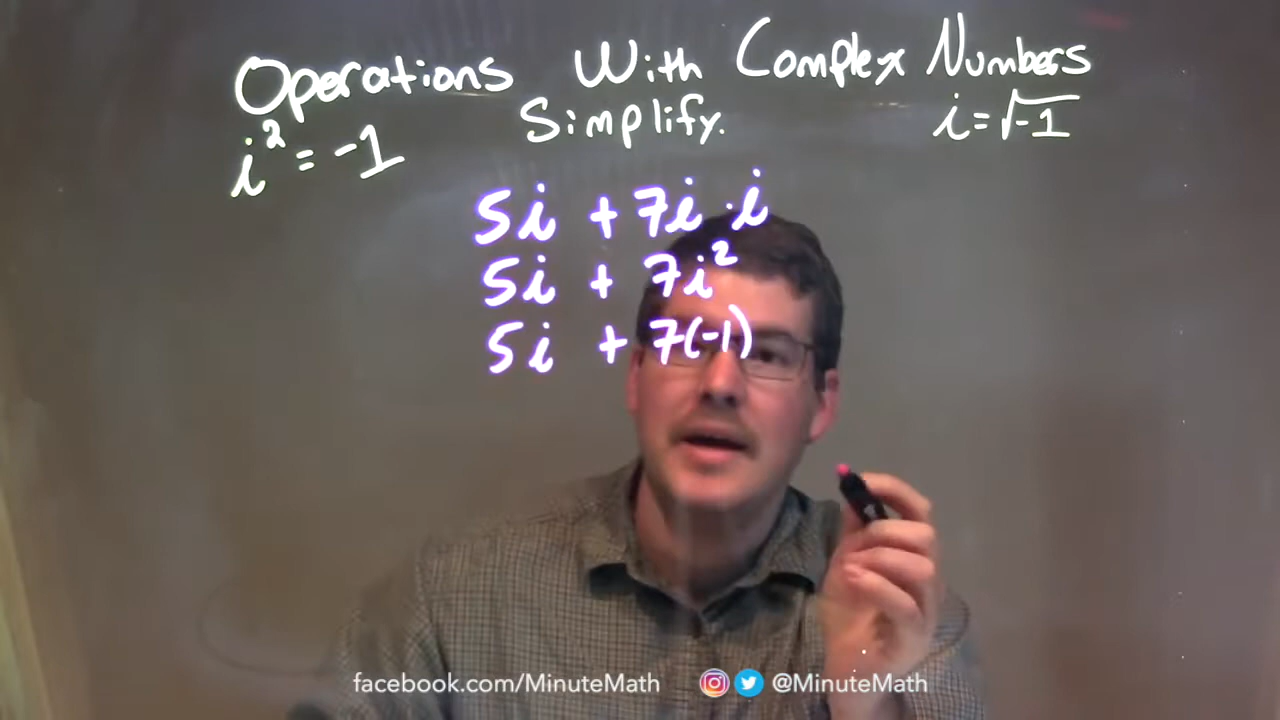 Operations With Complex Numbers
i² = -1 Simplify. i = √-1
5i + 7i · i
5i + 7i²
5i + 7(-1)
facebook.com/MinuteMath @MinuteMath